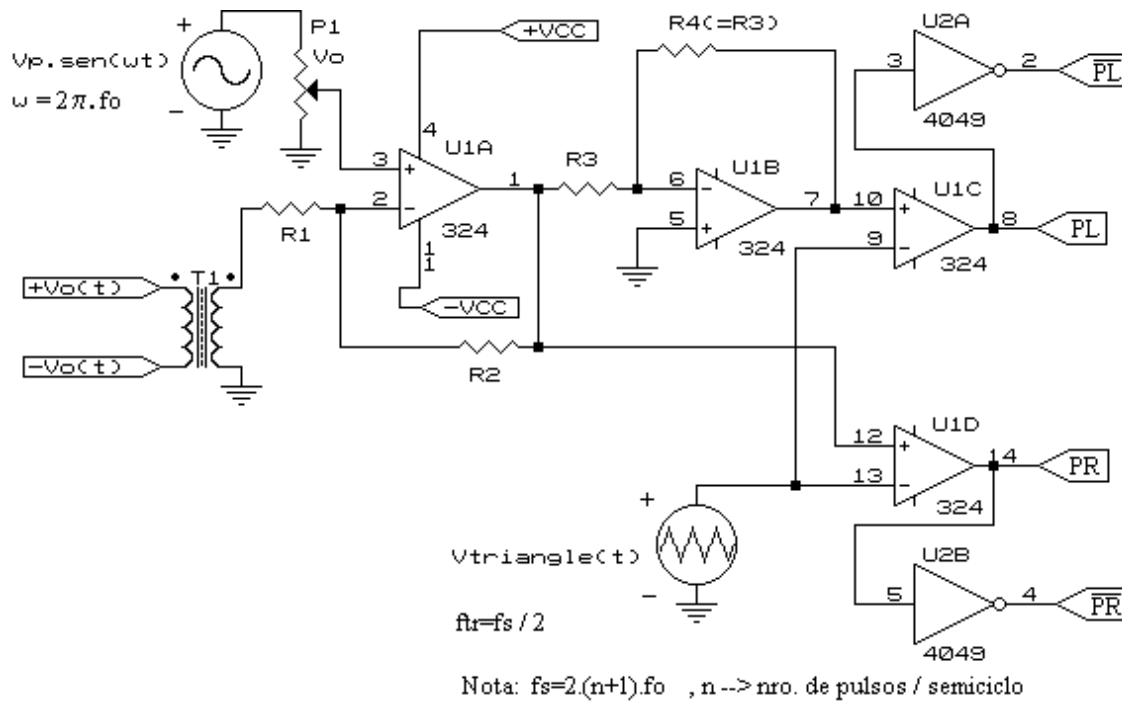 Vp.sen(ωt)
ω=2π.fo
+
-
P1
Vo
+VCC
4
3
+
U1A
2
-
1
324
1
1
-VCC
R1
R2
+Vo(t)
-Vo(t)
T1
R3
R4(=R3)
6
-
U1B
5
+
7
324
10
+
U1C
9
-
8
324
PL
U2A
3
2
4049
P̅L̅
12
+
U1D
13
-
14
324
PR
U2B
5
4
4049
P̅R̅
+
Vtriangle(t)
-
ftr=fs / 2
Nota: fs=2.(n+1).fo , n --> nro. de pulsos / semiciclo